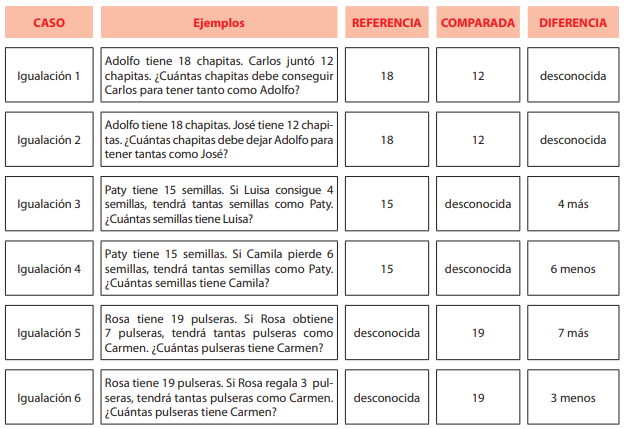 CASO Ejemplos REFERENCIA COMPARADA DIFERENCIA
Igualación 1
Adolfo tiene 18 chapitas. Carlos juntó 12
chapitas. ¿Cuántas chapitas debe conseguir
Carlos para tener tanto como Adolfo?
18 12 desconocida
Igualación 2
Adolfo tiene 18 chapitas. José tiene 12 chapi-
tas. ¿Cuántas chapitas debe dejar Adolfo para
tener tantas como José?
18 12 desconocida
Igualación 3
Paty tiene 15 semillas. Si Luisa consigue 4
semillas, tendrá tantas semillas como Paty.
¿Cuántas semillas tiene Luisa?
15 desconocida 4 más
Igualación 4
Paty tiene 15 semillas. Si Camila pierde 6
semillas, tendrá tantas semillas como Paty.
¿Cúantas semillas tiene Camila?
15 desconocida 6 menos
Igualación 5
Rosa tiene 19 pulseras. Si Rosa obtiene
7 pulseras, tendrá tantas pulseras como
Carmen. ¿Cuántas pulseras tiene Carmen?
desconocida 19 7 más
Igualación 6
Rosa tiene 19 pulseras. Si Rosa regala 3 pul-
seras, tendrá tantas pulseras como Carmen.
¿Cuántas pulseras tiene Carmen?
desconocida 19 3 menos